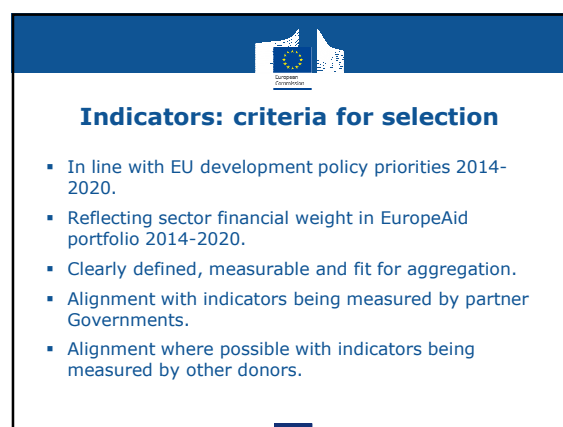 European
Commission
Indicators: criteria for selection
▪ In line with EU development policy priorities 2014-
2020.
▪ Reflecting sector financial weight in EuropeAid
portfolio 2014-2020.
▪ Clearly defined, measurable and fit for aggregation.
▪ Alignment with indicators being measured by partner
Governments.
▪ Alignment where possible with indicators being
measured by other donors.